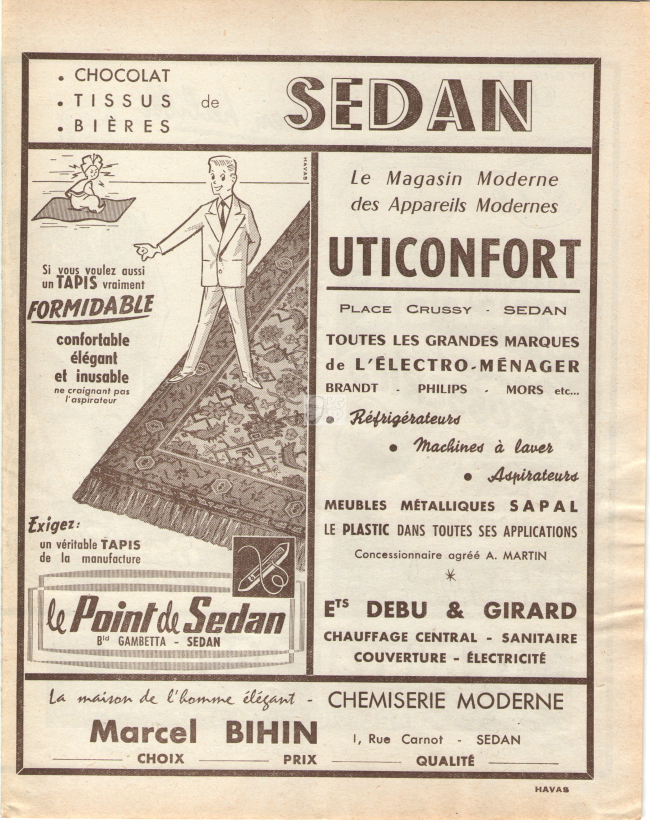 • CHOCOLAT
• TISSUS de
• BIÈRES
SEDAN
HAVAS
Si vous voulez aussi
un TAPIS vraiment
FORMIDABLE
confortable
élégant
et inusable
ne craignant pas
l'aspirateur
Exigez:
un véritable TAPIS
de la manufacture
le Point de Sedan
Bld GAMBETTA - SEDAN
Le Magasin Moderne
des Appareils Modernes
UTICONFORT
PLACE CRUSSY - SEDAN
TOUTES LES GRANDES MARQUES
de L'ÉLECTRO-MÉNAGER
BRANDT - PHILIPS - MORS etc...
• Réfrigérateurs
• Machines à laver
• Aspirateurs
MEUBLES MÉTALLIQUES SAPAL
LE PLASTIC DANS TOUTES SES APPLICATIONS
Concessionnaire agréé A. MARTIN
*
ETS DEBU & GIRARD
CHAUFFAGE CENTRAL - SANITAIRE
COUVERTURE - ÉLECTRICITÉ
La maison de l'homme élégant - CHEMISERIE MODERNE
Marcel BIHIN 1, Rue Carnot - SEDAN
CHOIX PRIX QUALITÉ
HAVAS